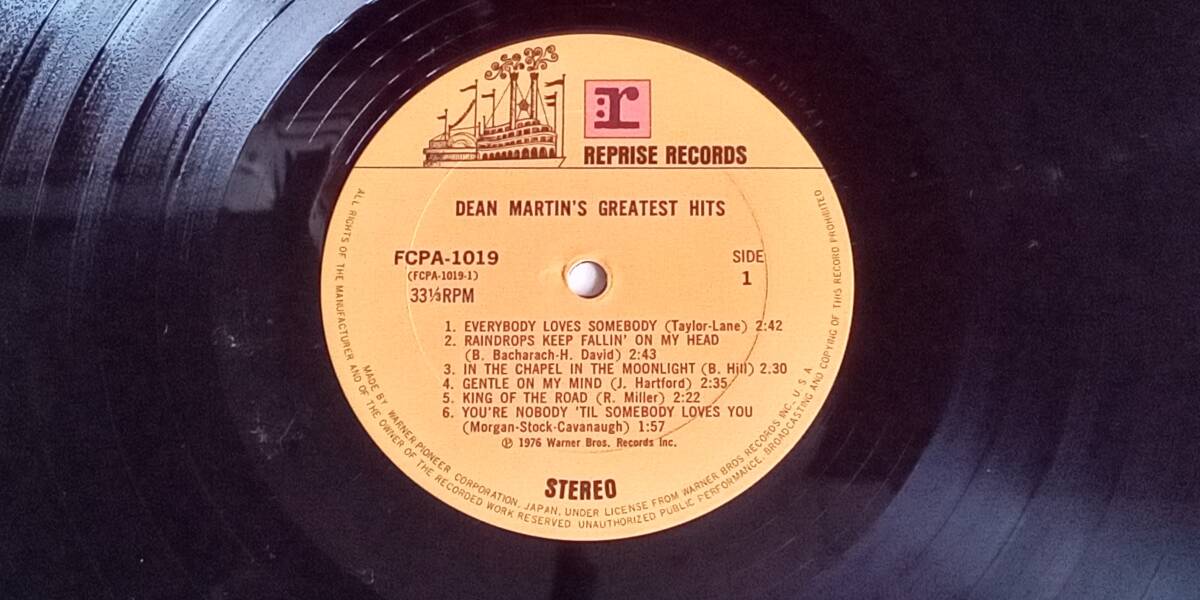 r
REPRISE RECORDS
DEAN MARTIN'S GREATEST HITS
FCPA-1019
(FCPA-1019-1)
33⅓RPM
SIDE
1
1. EVERYBODY LOVES SOMEBODY (Taylor-Lane) 2:42
2. RAINDROPS KEEP FALLIN' ON MY HEAD
(B. Bacharach-H. David) 2:43
3. IN THE CHAPEL IN THE MOONLIGHT (B. Hill) 2.30
4. GENTLE ON MY MIND (J. Hartford) 2:35
5. KING OF THE ROAD (R. Miller) 2:22
6. YOU'RE NOBODY 'TIL SOMEBODY LOVES YOU
(Morgan-Stock-Cavanaugh) 1:57
Ⓟ 1976 Warner Bros. Records Inc.
STEREO
MADE BY WARNER-PIONEER CORPORATION, JAPAN, UNDER LICENSE FROM WARNER BROS RECORDS INC., U.S.A.
ALL RIGHTS OF THE MANUFACTURER AND OF THE OWNER OF THE RECORDED WORK RESERVED UNAUTHORIZED PUBLIC PERFORMANCE, BROADCASTING AND COPYING OF THIS RECORD PROHIBITED